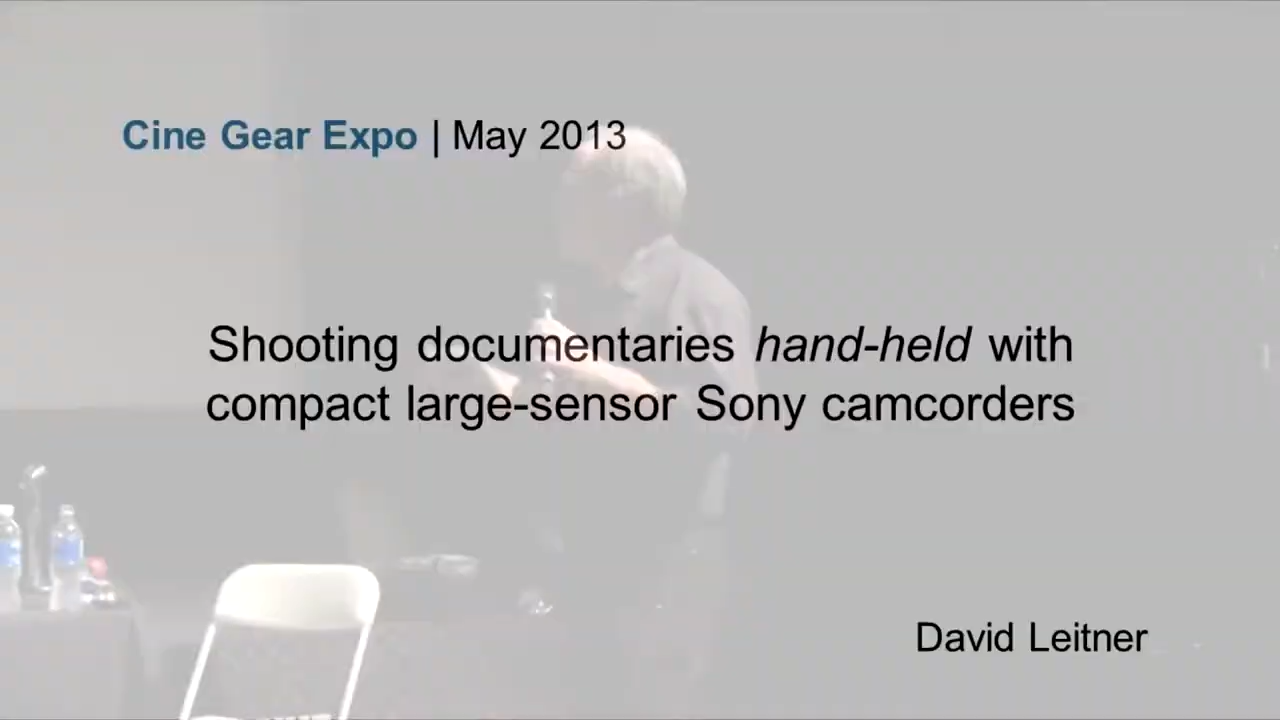 Cine Gear Expo | May 2013
Shooting documentaries hand-held with
compact large-sensor Sony camcorders
David Leitner